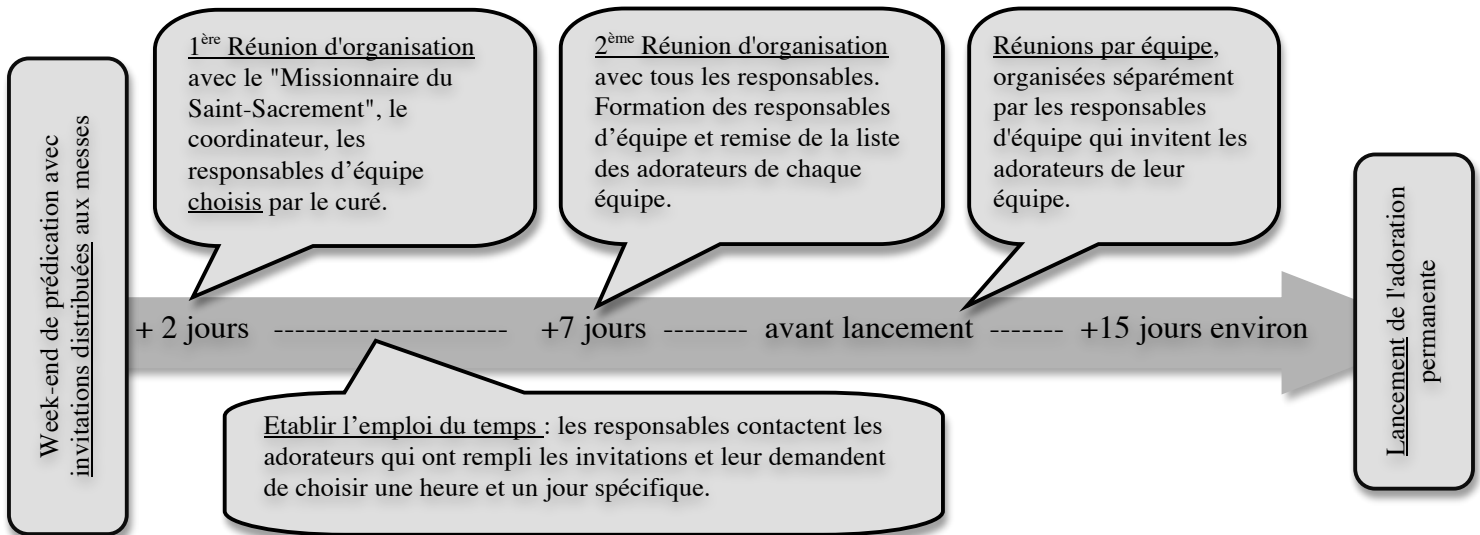 Week-end de prédication avec
invitations distribuées aux messes
1ère Réunion d'organisation
avec le "Missionnaire du
Saint-Sacrement", le
coordinateur, les
responsables d’équipe
choisis par le curé.
2ème Réunion d'organisation
avec tous les responsables.
Formation des responsables
d’équipe et remise de la liste
des adorateurs de chaque
équipe.
Réunions par équipe,
organisées séparément
par les responsables
d'équipe qui invitent les
adorateurs de leur
équipe.
+ 2 jours ---------------------- +7 jours -------- avant lancement ------- +15 jours environ
Etablir l’emploi du temps : les responsables contactent les
adorateurs qui ont rempli les invitations et leur demandent
de choisir une heure et un jour spécifique.
Lancement de l'adoration
permanente